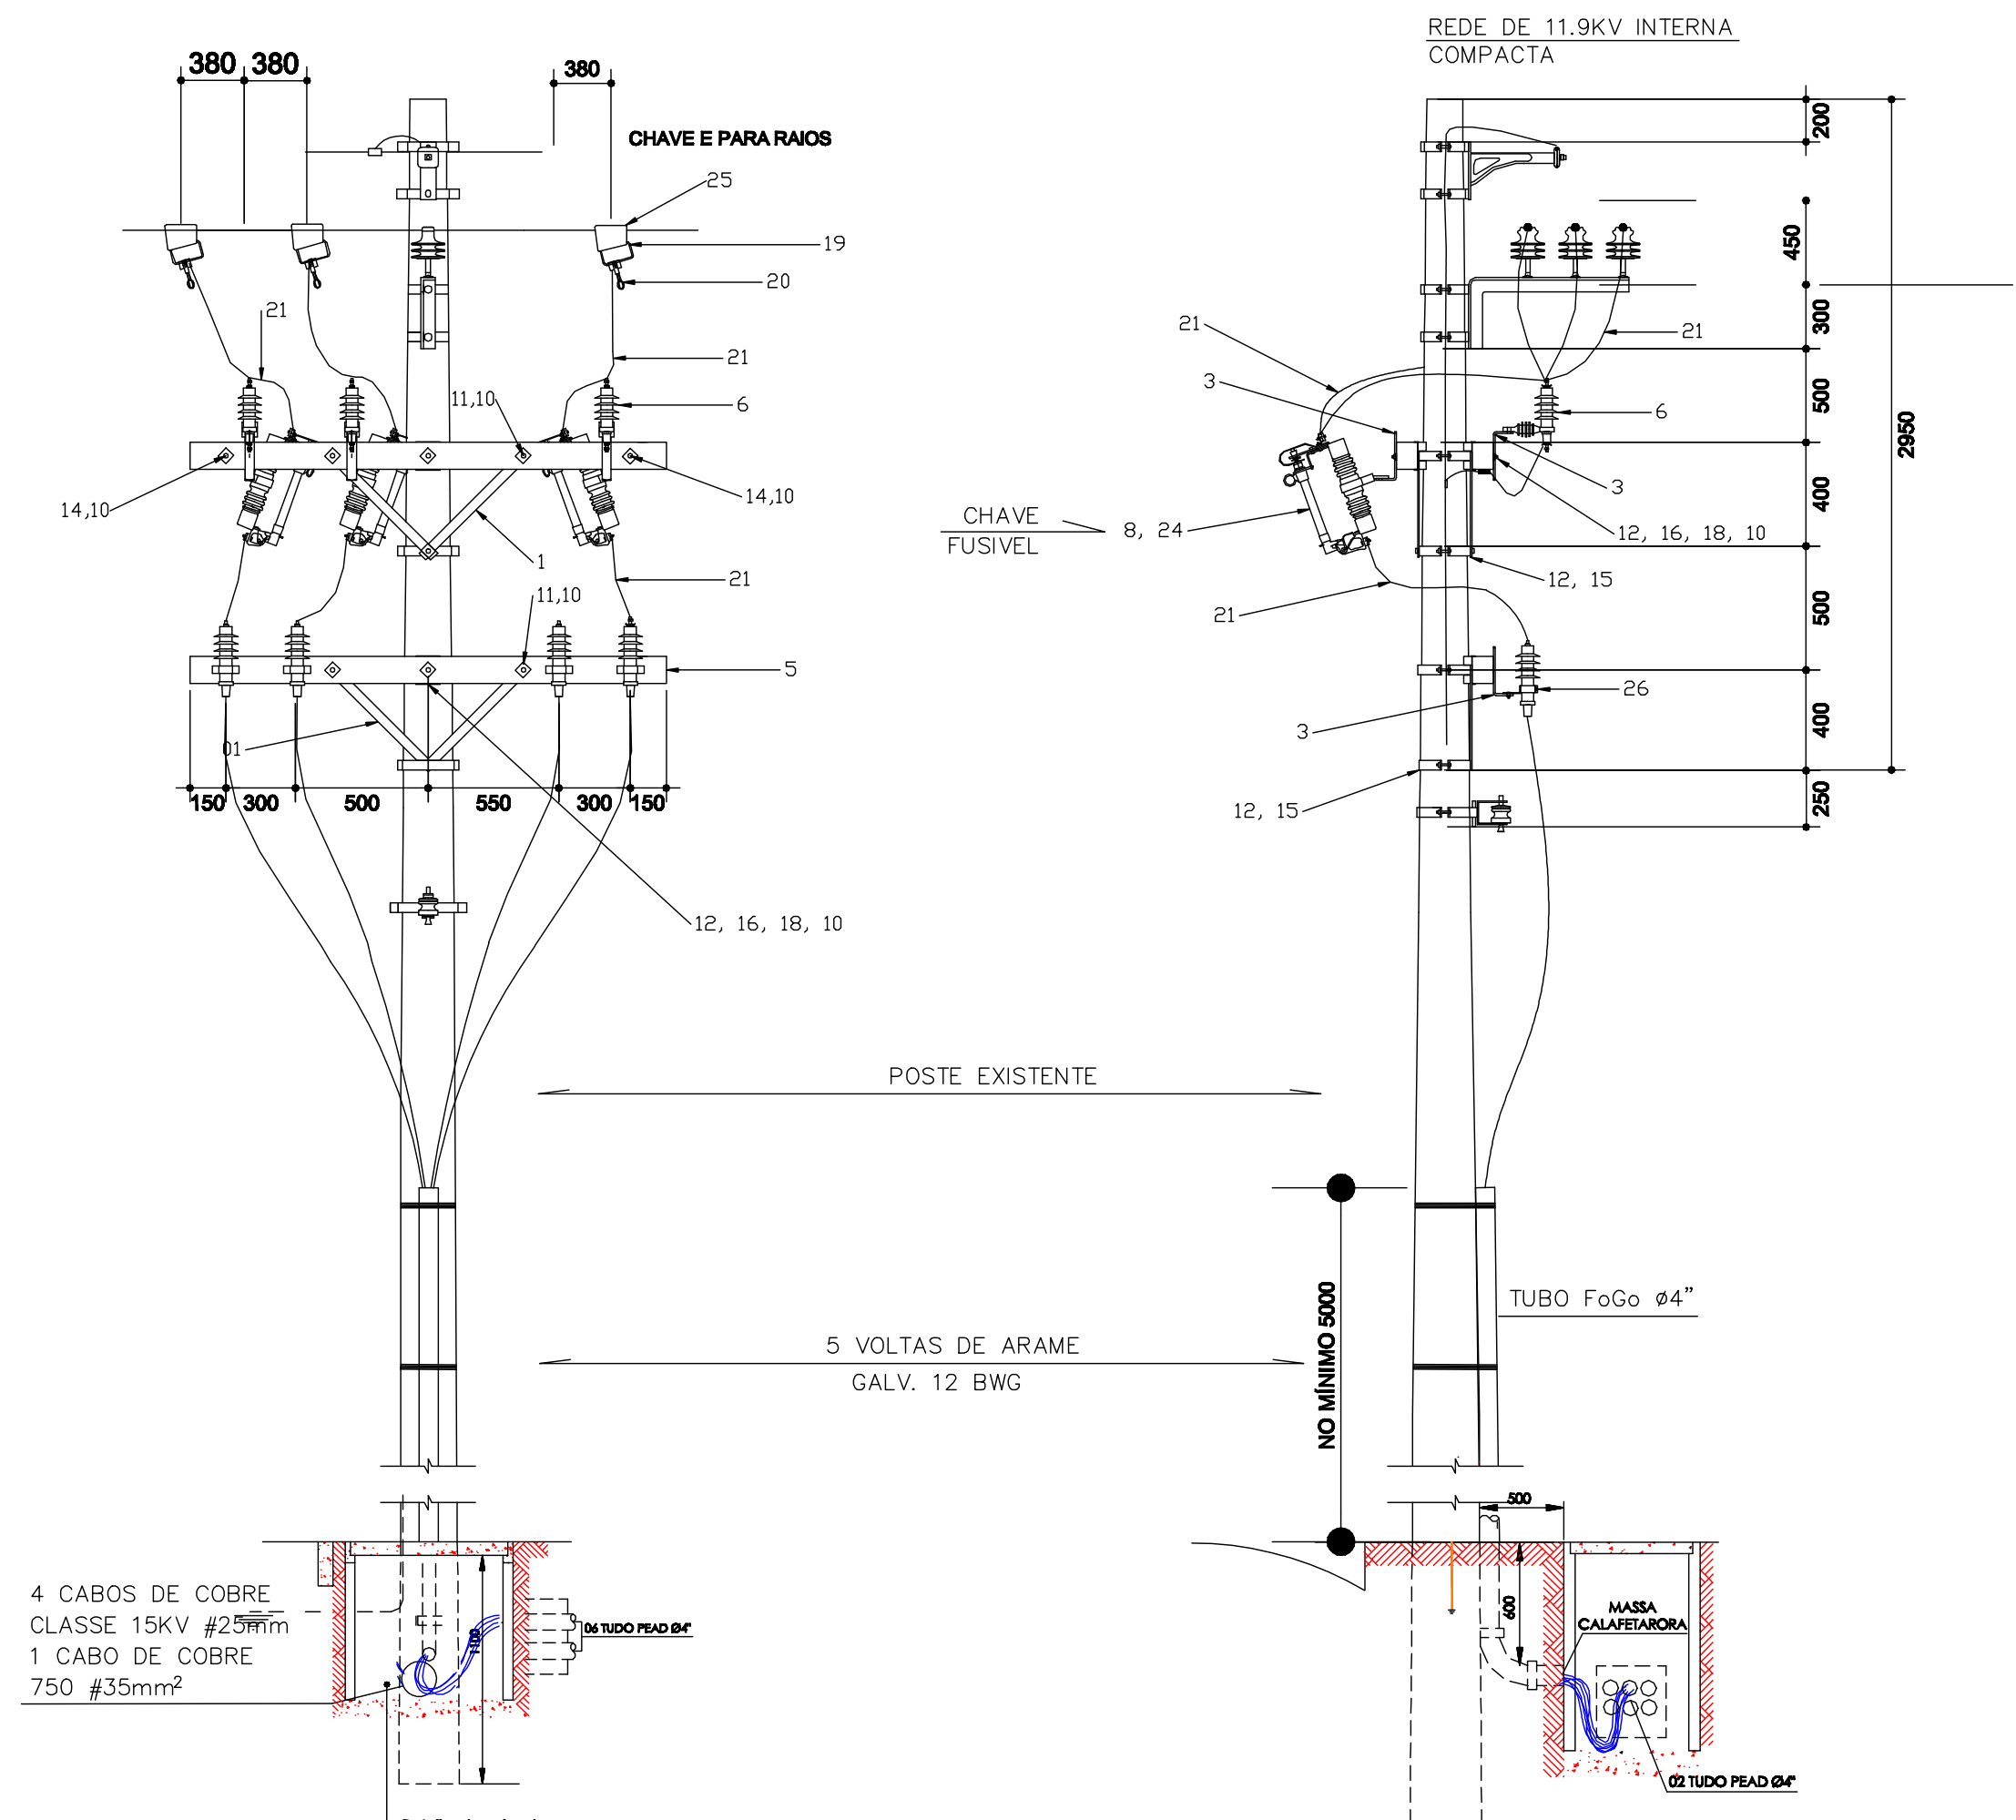 REDE DE 11.9KV INTERNA
COMPACTA
380 380
380
CHAVE E PARA RAIOS
25
19
20
21
21
11,10
6
14,10
14,10
1
21
11,10
5
01
150 300 500 550 300 150
12, 16, 18, 10
200
450
300
500
400
500
400
250
2950
21
21
3
6
3
CHAVE
FUSIVEL
8, 24
12, 16, 18, 10
12, 15
21
26
3
12, 15
POSTE EXISTENTE
TUBO FoGo Ø4”
NO MÍNIMO 5000
5 VOLTAS DE ARAME
GALV. 12 BWG
500
600
4 CABOS DE COBRE
CLASSE 15KV #25mm
1 CABO DE COBRE
750 #35mm²
06 TUDO PEAD Ø4"
MASSA
CALAFETARORA
02 TUDO PEAD Ø4"